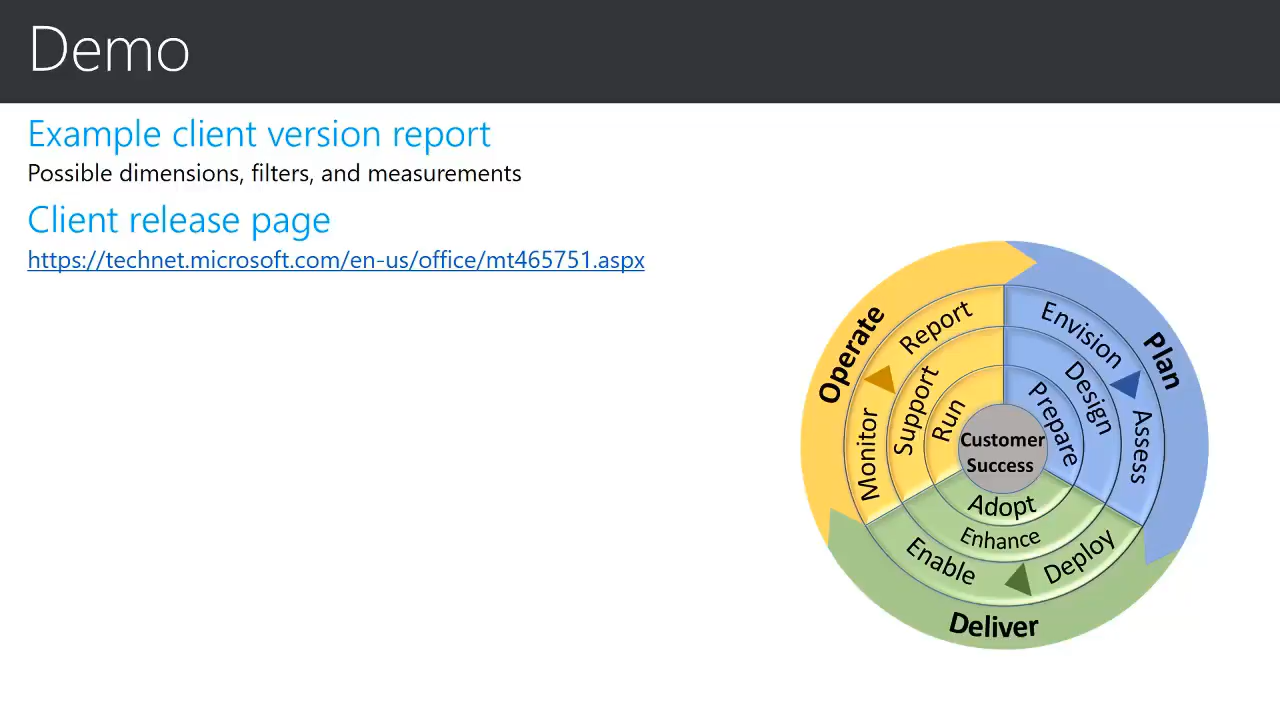 Demo
Example client version report
Possible dimensions, filters, and measurements
Client release page
https://technet.microsoft.com/en-us/office/mt465751.aspx
Operate
Report
Monitor
Support
Run
Plan
Envision
Assess
Design
Prepare
Customer
Success
Adopt
Enhance
Enable
Deploy
Deliver